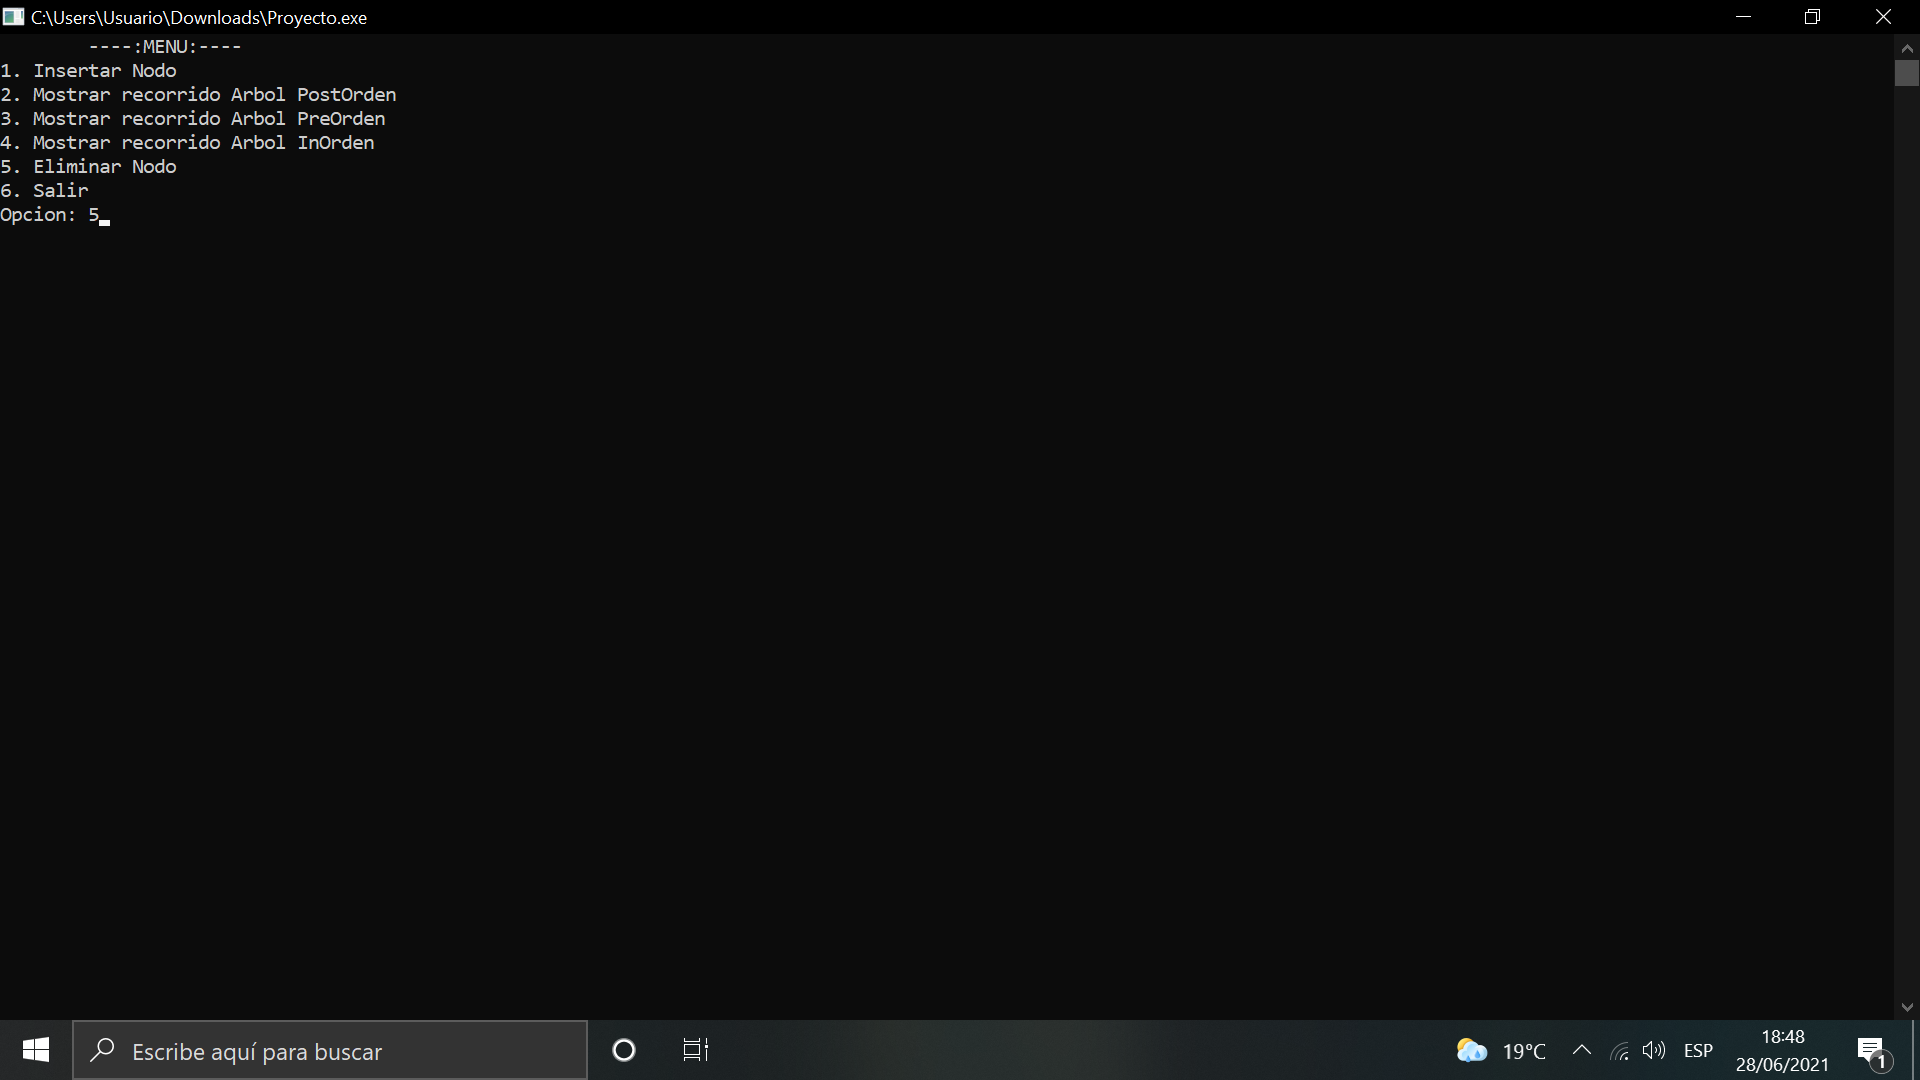 C:\Users\Usuario\Downloads\Proyecto.exe
----:MENU:----
1. Insertar Nodo
2. Mostrar recorrido Arbol PostOrden
3. Mostrar recorrido Arbol PreOrden
4. Mostrar recorrido Arbol InOrden
5. Eliminar Nodo
6. Salir
Opcion: 5
Escribe aquí para buscar
19°C
ESP
18:48
28/06/2021
1